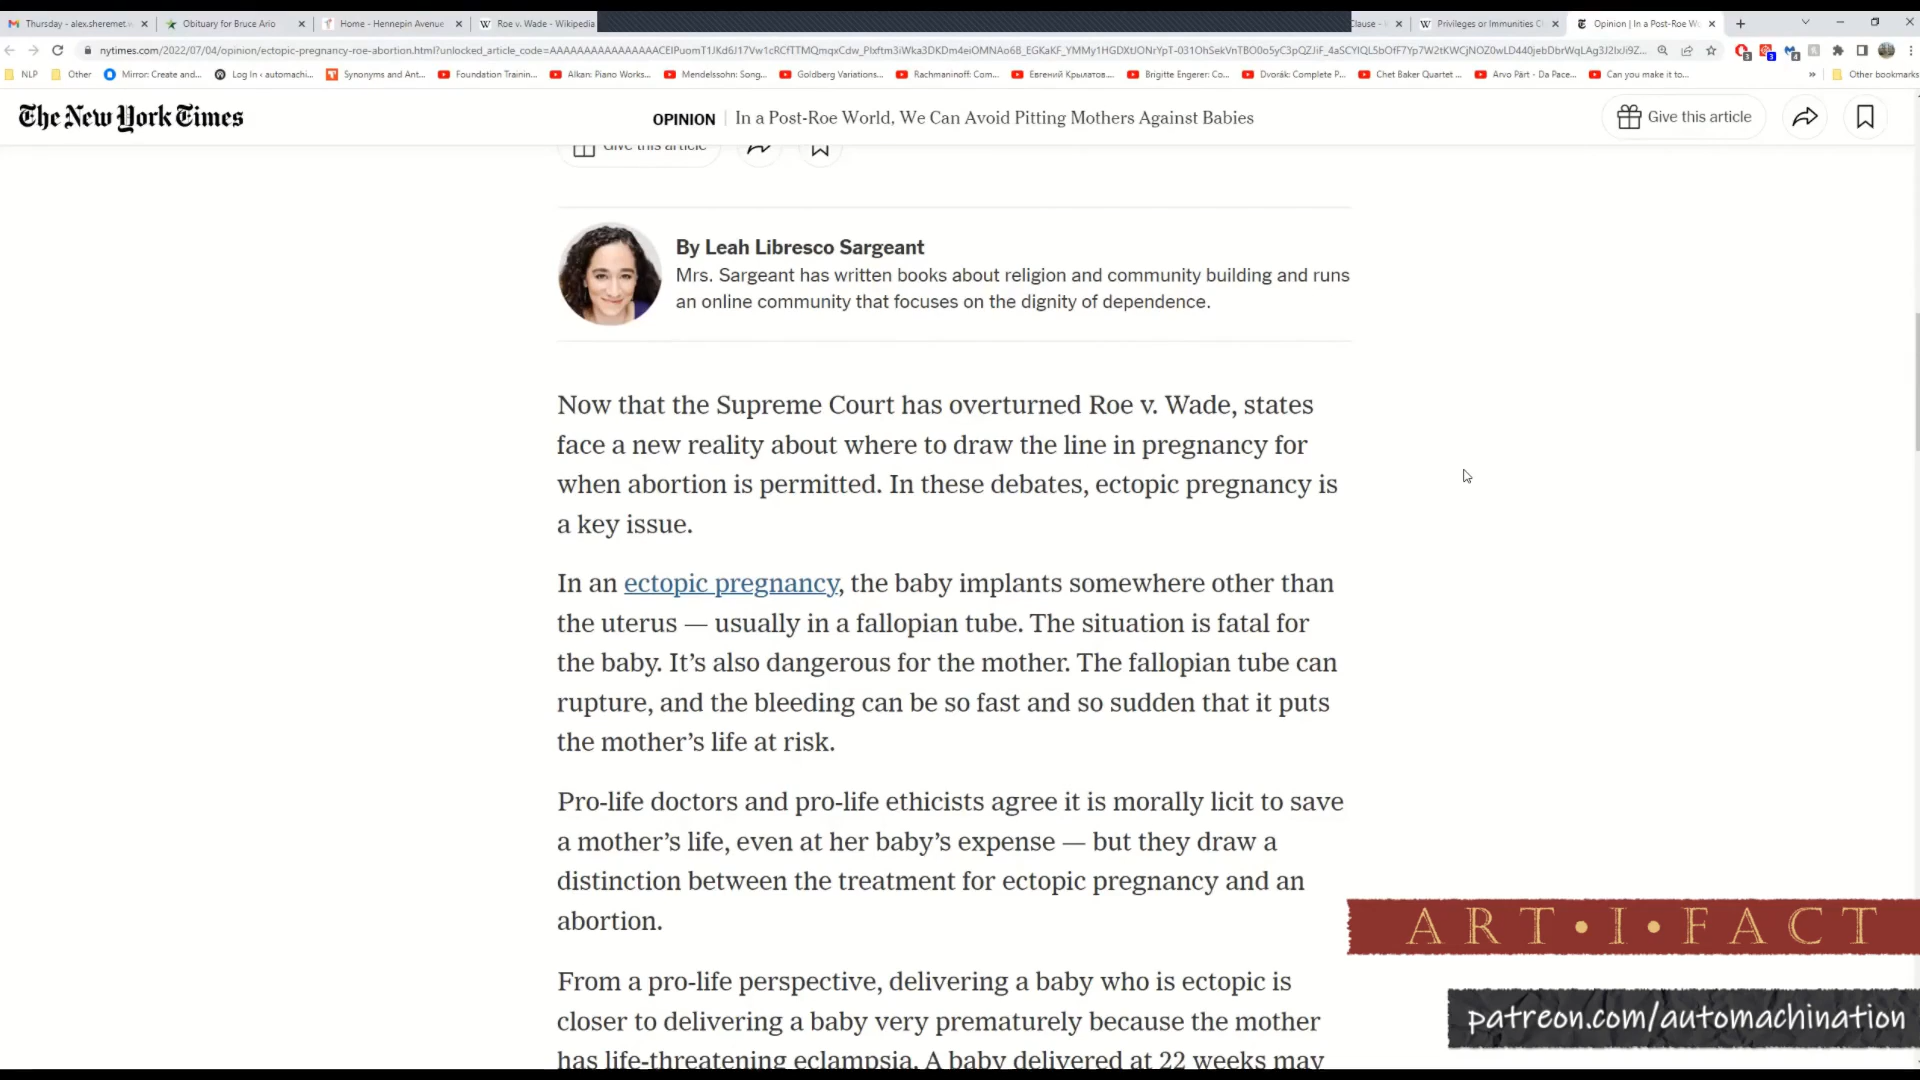 Thursday - alex.sheremet.w
Obituary for Bruce Ario
Home - Hennepin Avenue
Roe v. Wade - Wikipedia
Clause -
Privileges or Immunities C
Opinion | In a Post-Roe Wo
nytimes.com/2022/07/04/opinion/ectopic-pregnancy-roe-abortion.html?unlocked_article_code=
NLP
Other
Mirror: Create and...
Log In ‹ automachi...
Synonyms and Ant...
Foundation Trainin...
Alkan: Piano Works...
Mendelssohn: Song...
Goldberg Variations...
Rachmaninoff: Com...
Евгений Крылатов...
Brigitte Engerer: Co...
Dvorák: Complete P...
Chet Baker Quartet ...
Arvo Pärt - Da Pace...
Can you make it to...
»
Other bookmarks
The New York Times
OPINION | In a Post-Roe World, We Can Avoid Pitting Mothers Against Babies
Give this article
Give this article
By Leah Libresco Sargeant
Mrs. Sargeant has written books about religion and community building and runs
an online community that focuses on the dignity of dependence.
Now that the Supreme Court has overturned Roe v. Wade, states
face a new reality about where to draw the line in pregnancy for
when abortion is permitted. In these debates, ectopic pregnancy is
a key issue.
In an ectopic pregnancy, the baby implants somewhere other than
the uterus — usually in a fallopian tube. The situation is fatal for
the baby. It’s also dangerous for the mother. The fallopian tube can
rupture, and the bleeding can be so fast and so sudden that it puts
the mother’s life at risk.
Pro-life doctors and pro-life ethicists agree it is morally licit to save
a mother’s life, even at her baby’s expense — but they draw a
distinction between the treatment for ectopic pregnancy and an
abortion.
From a pro-life perspective, delivering a baby who is ectopic is
closer to delivering a baby very prematurely because the mother
has life-threatening eclampsia. A baby delivered at 22 weeks may
ART•I•FACT
patreon.com/automachination